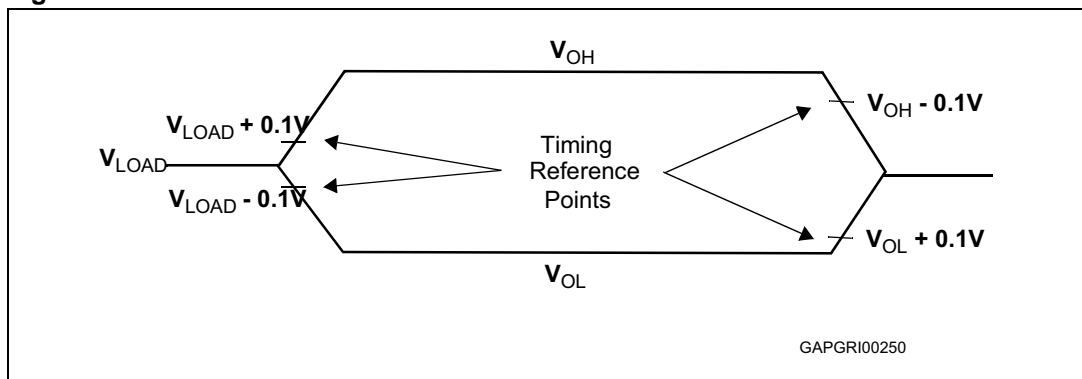 V_OH
V_OH - 0.1V
V_LOAD + 0.1V
Timing
Reference
Points
V_LOAD
V_LOAD - 0.1V
V_OL + 0.1V
V_OL
GAPGRI00250